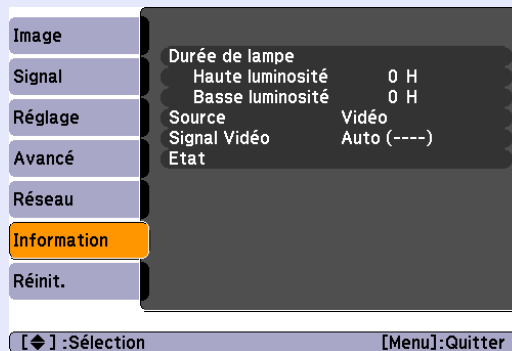 Image
Signal
Réglage
Avancé
Réseau
Information
Réinit.
Durée de lampe
Haute luminosité 0 H
Basse luminosité 0 H
Source Vidéo
Signal Vidéo Auto (----)
Etat
[◆] :Sélection [Menu]:Quitter